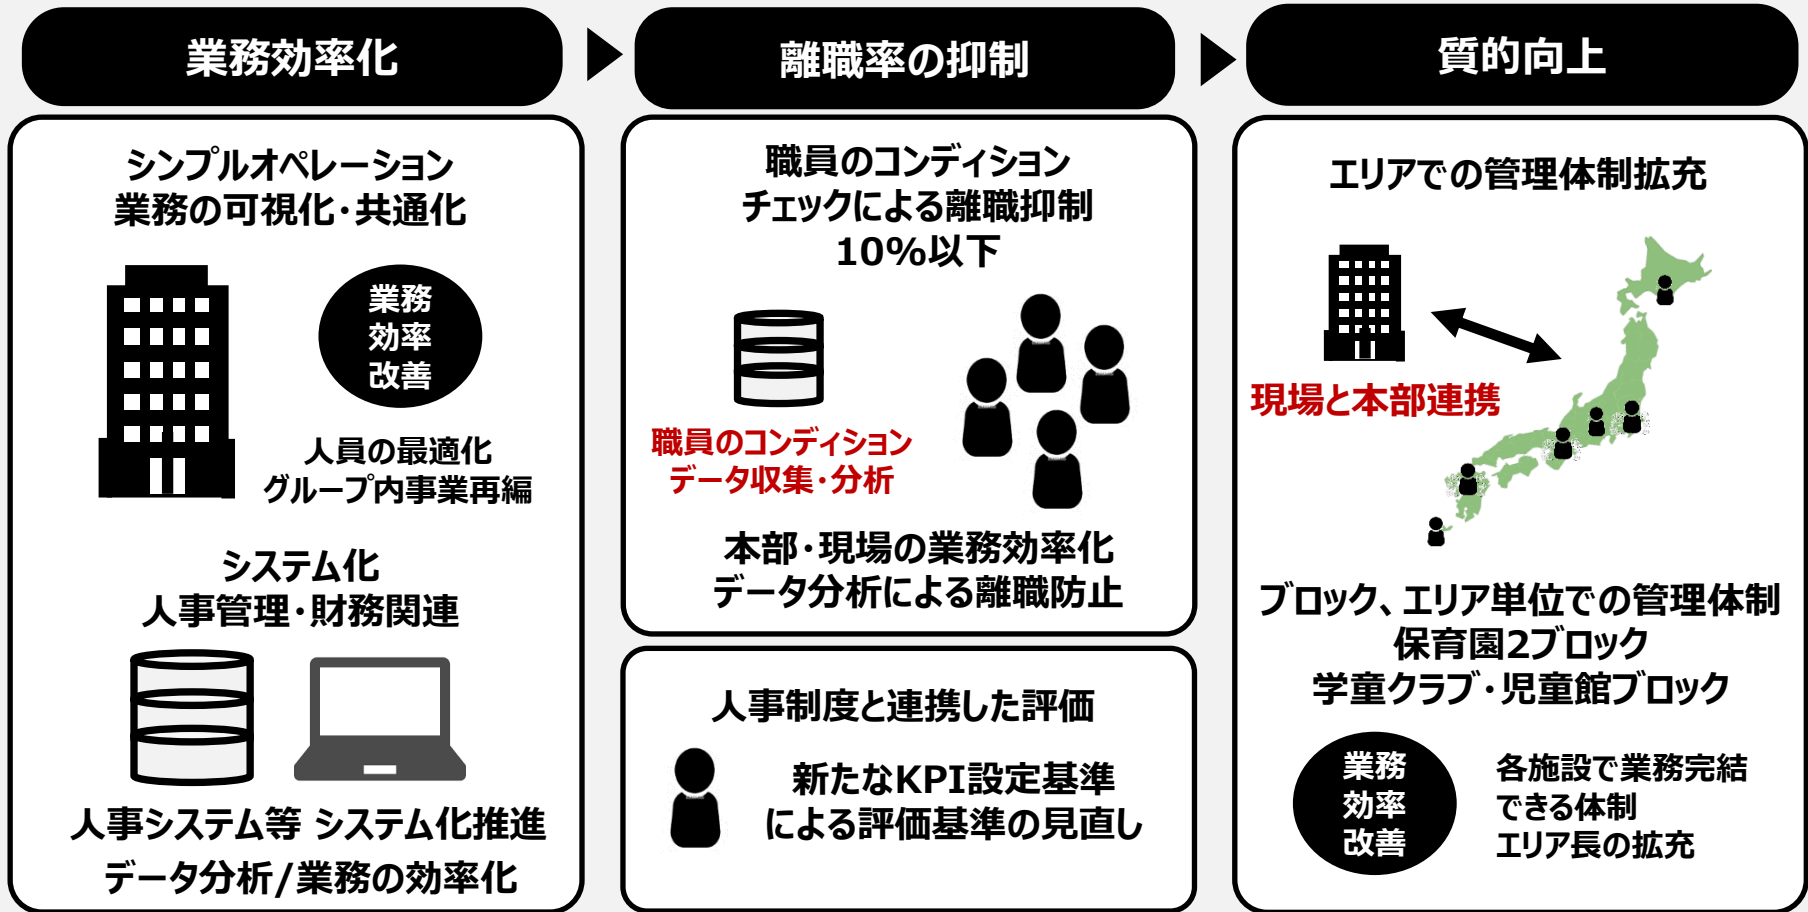 業務効率化
シンプルオペレーション
業務の可視化・共通化
業務
効率
改善
人員の最適化
グループ内事業再編
システム化
人事管理・財務関連
人事システム等 システム化推進
データ分析/業務の効率化
離職率の抑制
職員のコンディション
チェックによる離職抑制
10%以下
職員のコンディション
データ収集・分析
本部・現場の業務効率化
データ分析による離職防止
人事制度と連携した評価
新たなKPI設定基準
による評価基準の見直し
質的向上
エリアでの管理体制拡充
現場と本部連携
ブロック、エリア単位での管理体制
保育園2ブロック
学童クラブ・児童館ブロック
業務
効率
改善
各施設で業務完結
できる体制
エリア長の拡充